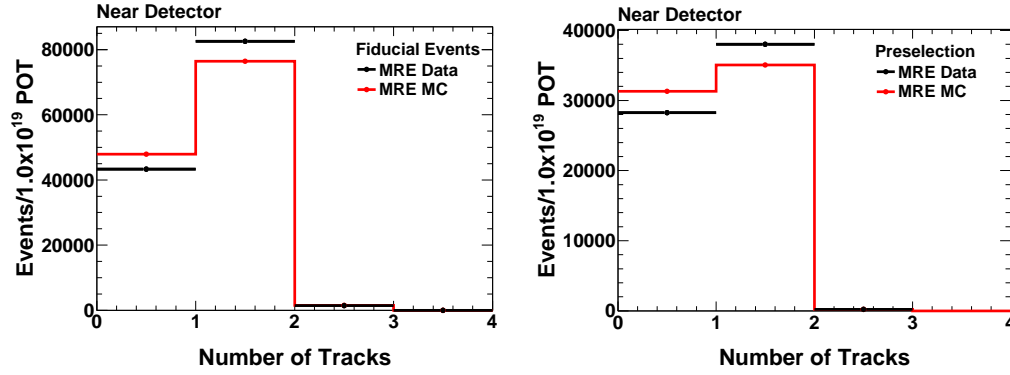 Near Detector
Fiducial Events
MRE Data
MRE MC
Events/1.0x10^19 POT
80000
60000
40000
20000
0
0 1 2 3 4
Number of Tracks
Near Detector
Preselection
MRE Data
MRE MC
Events/1.0x10^19 POT
40000
30000
20000
10000
0
0 1 2 3 4
Number of Tracks